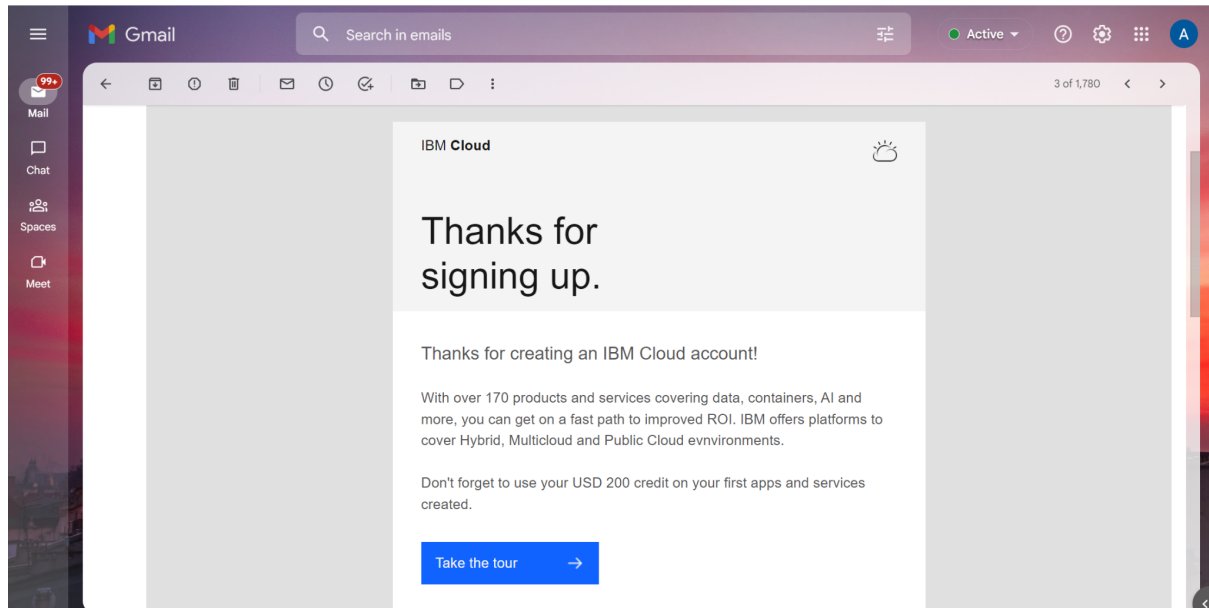 Gmail
Search in emails
Active
A
99+
Mail
Chat
Spaces
Meet
3 of 1,780
IBM Cloud
Thanks for
signing up.
Thanks for creating an IBM Cloud account!
With over 170 products and services covering data, containers, AI and
more, you can get on a fast path to improved ROI. IBM offers platforms to
cover Hybrid, Multicloud and Public Cloud evnvironments.
Don't forget to use your USD 200 credit on your first apps and services
created.
Take the tour